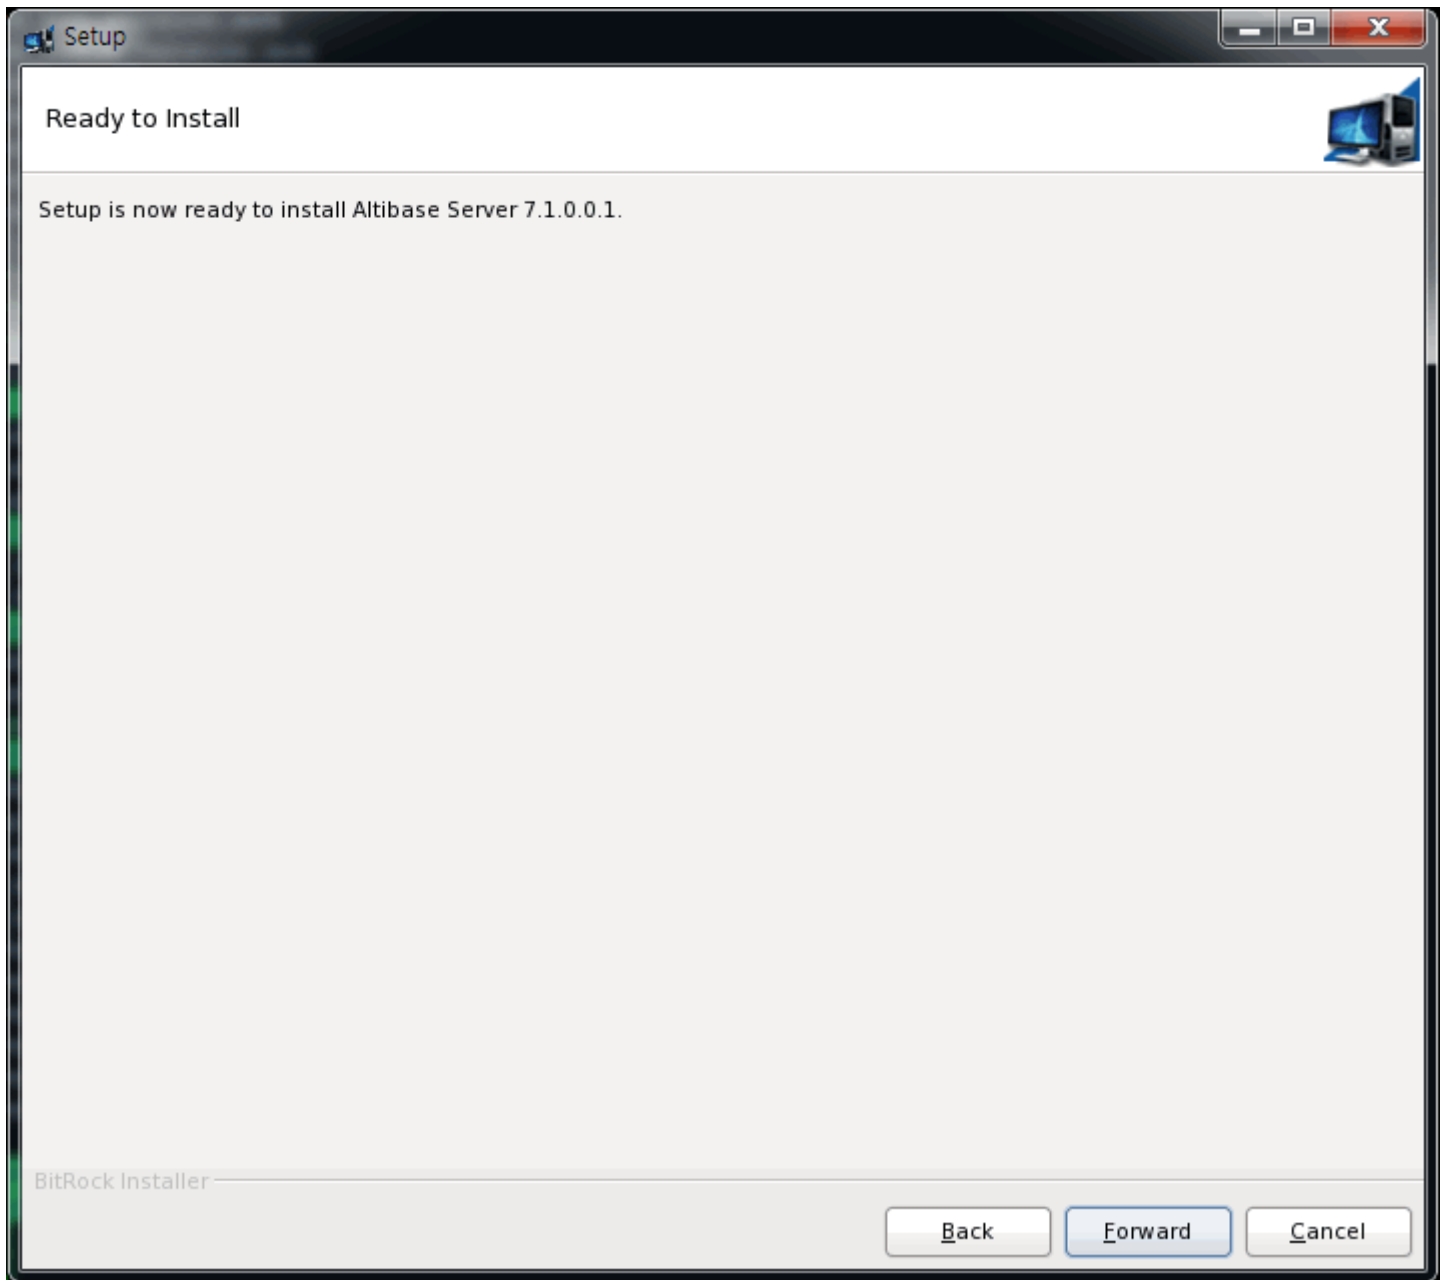 Setup
Ready to Install
Setup is now ready to install Altibase Server 7.1.0.0.1.
BitRock Installer
Back
Forward
Cancel